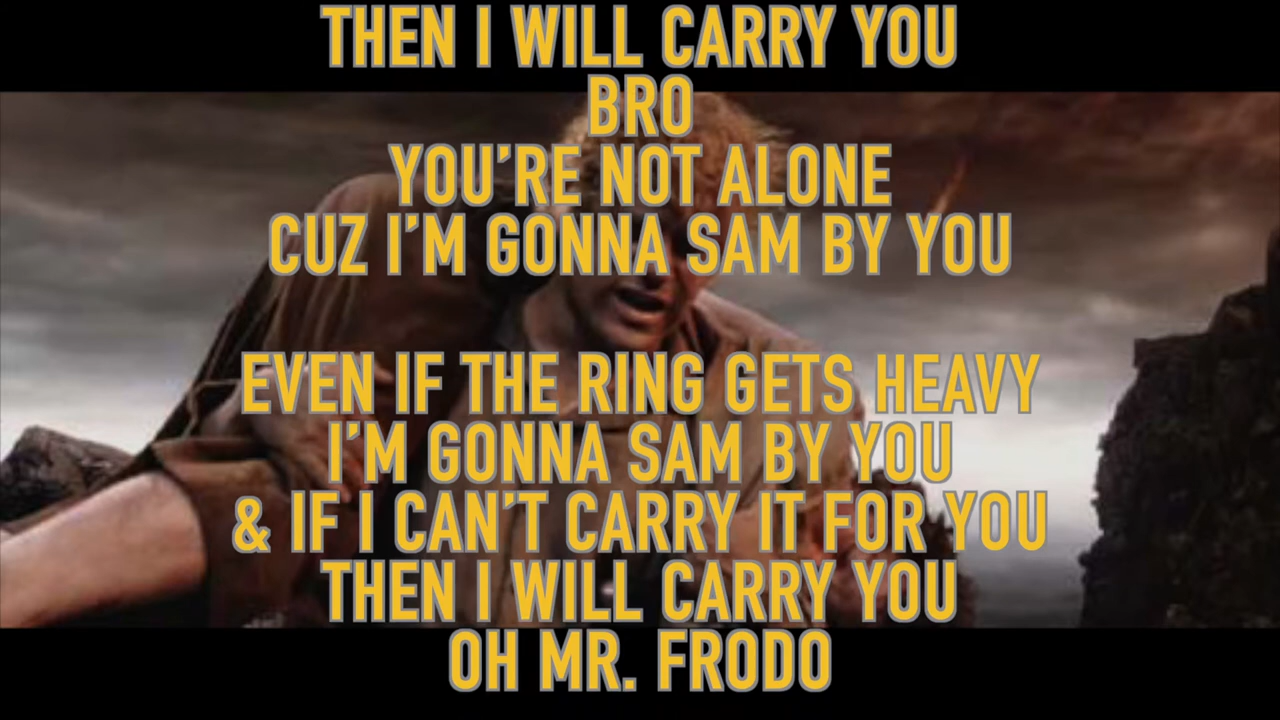 THEN I WILL CARRY YOU
BRO
YOU’RE NOT ALONE
CUZ I’M GONNA SAM BY YOU
EVEN IF THE RING GETS HEAVY
I’M GONNA SAM BY YOU
& IF I CAN’T CARRY IT FOR YOU
THEN I WILL CARRY YOU
OH MR. FRODO